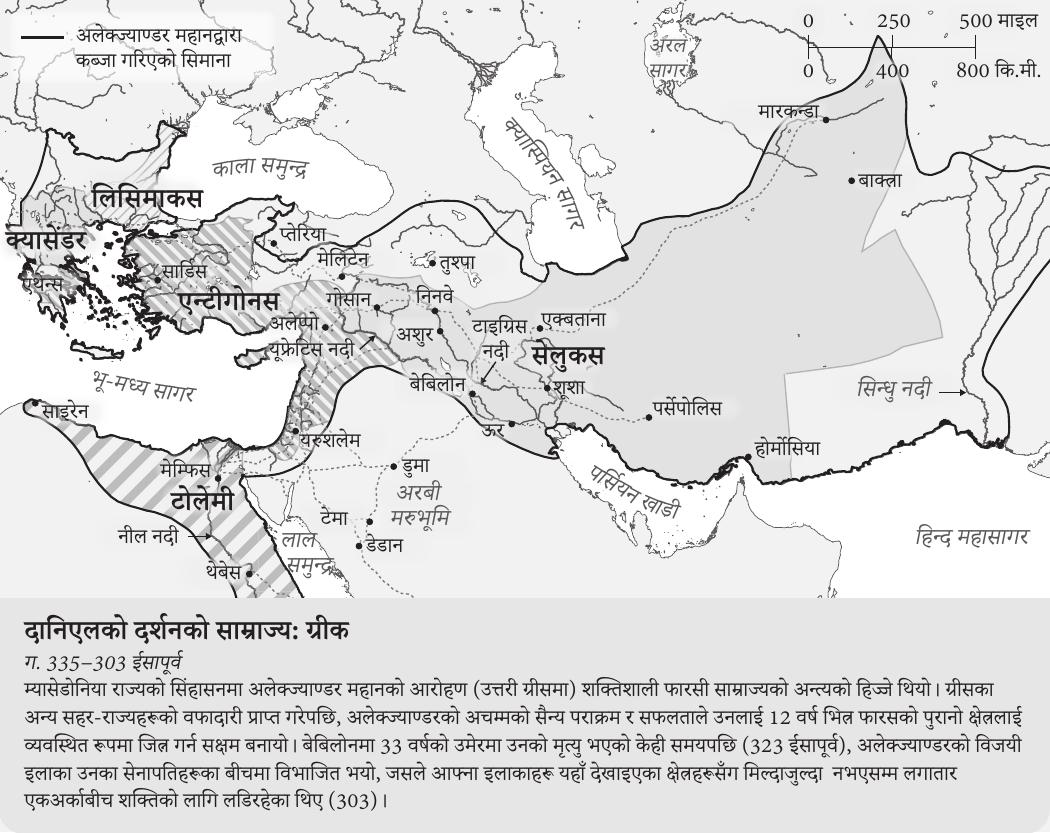 अलेक्ज्याण्डर महानद्वारा
कब्जा गरिएको सिमाना
0 250 500 माइल
0 400 800 कि.मी.
अरल
सागर
मारकन्डा
बाक्त्रा
क्यास्पियन सागर
काला समुन्द्र
लिसिमाकस
क्यासेंडर
एथेन्स
प्तेरिया
सार्डिस
मेलिटेन
तुश्पा
एन्टीगोनस
गोसान
निनवे
अलेप्पो
अशुर
टाइग्रिस
नदी
एक्बताना
यूफ्रेटिस नदी
सेलुकस
भू-मध्य सागर
बेबिलोन
शूशा
सिन्धु नदी
साइरेन
पर्सेपोलिस
ऊर
यरुशलेम
होर्मोसिया
मेम्फिस
डुमा
टोलेमी
अरबी
मरुभूमि
पर्सियन खाडी
टेमा
नील नदी
लाल
समुन्द्र
डेडान
हिन्द महासागर
थेबेस
दानिएलको दर्शनको साम्राज्य: ग्रीक
ग. 335–303 ईसापूर्व
म्यासेडोनिया राज्यको सिंहासनमा अलेक्ज्याण्डर महानको आरोहण (उत्तरी ग्रीसमा) शक्तिशाली फारसी साम्राज्यको अन्त्यको हिज्जे थियो। ग्रीसका
अन्य सहर-राज्यहरूको वफादारी प्राप्त गरेपछि, अलेक्ज्याण्डरको अचम्मको सैन्य पराक्रम र सफलताले उनलाई 12 वर्ष भित्र फारसको पुरानो क्षेत्रलाई
व्यवस्थित रूपमा जित्न गर्न सक्षम बनायो। बेबिलोनमा 33 वर्षको उमेरमा उनको मृत्यु भएको केही समयपछि (323 ईसापूर्व), अलेक्ज्याण्डरको विजयी
इलाका उनका सेनापतिहरूका बीचमा विभाजित भयो, जसले आफ्ना इलाकाहरू यहाँ देखाइएका क्षेत्रहरूसँग मिल्दाजुल्दा नभएसम्म लगातार
एकअर्काबीच शक्तिको लागि लडिरहेका थिए (303)।